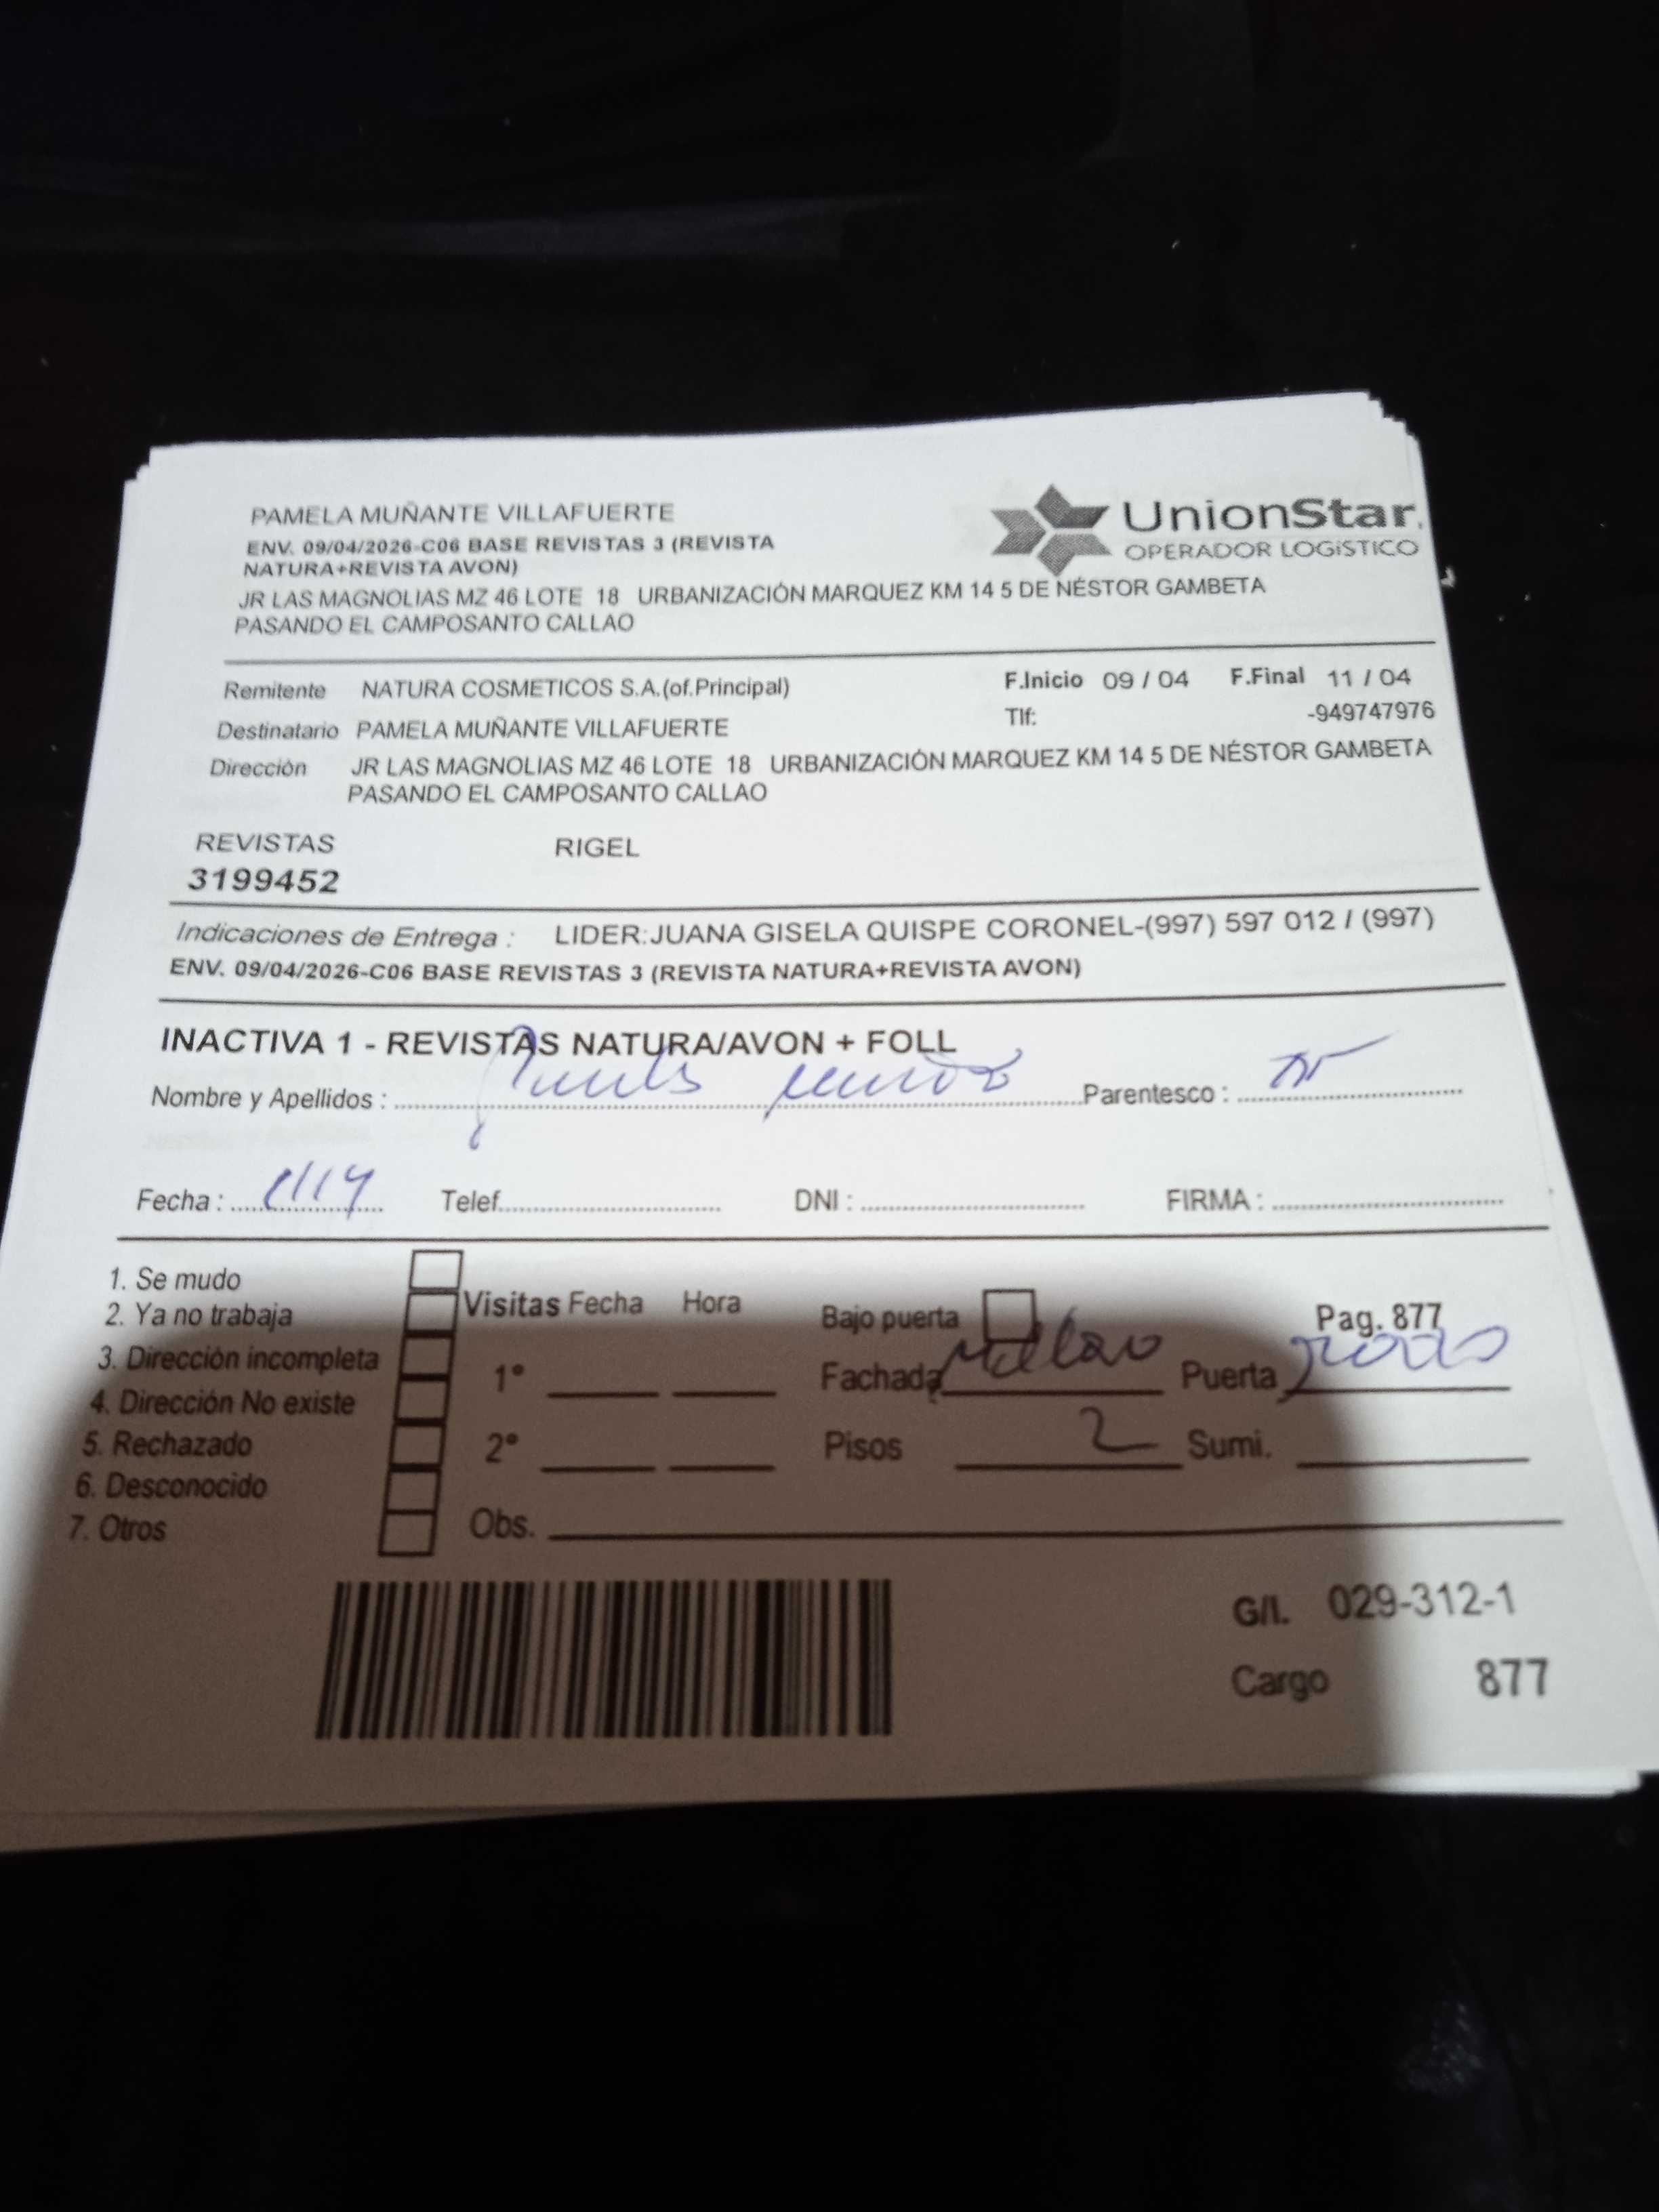 PAMELA MUÑANTE VILLAFUERTE
ENV. 09/04/2026-C06 BASE REVISTAS 3 (REVISTA
NATURA+REVISTA AVON)
JR LAS MAGNOLIAS MZ 46 LOTE 18 URBANIZACIÓN MARQUEZ KM 14 5 DE NÉSTOR GAMBETA
PASANDO EL CAMPOSANTO CALLAO
UnionStar.
OPERADOR LOGÍSTICO
Remitente NATURA COSMETICOS S.A.(of.Principal) F.Inicio 09 / 04 F.Final 11 / 04
Destinatario PAMELA MUÑANTE VILLAFUERTE Tlf: -949747976
Dirección JR LAS MAGNOLIAS MZ 46 LOTE 18 URBANIZACIÓN MARQUEZ KM 14 5 DE NÉSTOR GAMBETA
PASANDO EL CAMPOSANTO CALLAO
REVISTAS RIGEL
3199452
Indicaciones de Entrega : LIDER:JUANA GISELA QUISPE CORONEL-(997) 597 012 / (997)
ENV. 09/04/2026-C06 BASE REVISTAS 3 (REVISTA NATURA+REVISTA AVON)
INACTIVA 1 - REVISTAS NATURA/AVON + FOLL
Nombre y Apellidos : Parentesco :
Fecha : Telef. DNI : FIRMA :
1. Se mudo
2. Ya no trabaja Visitas Fecha Hora Bajo puerta Pag. 877
3. Dirección incompleta 1° Fachada Puerta
4. Dirección No existe
5. Rechazado 2° Pisos 2 Sumi.
6. Desconocido
7. Otros Obs.
G/I. 029-312-1
Cargo 877